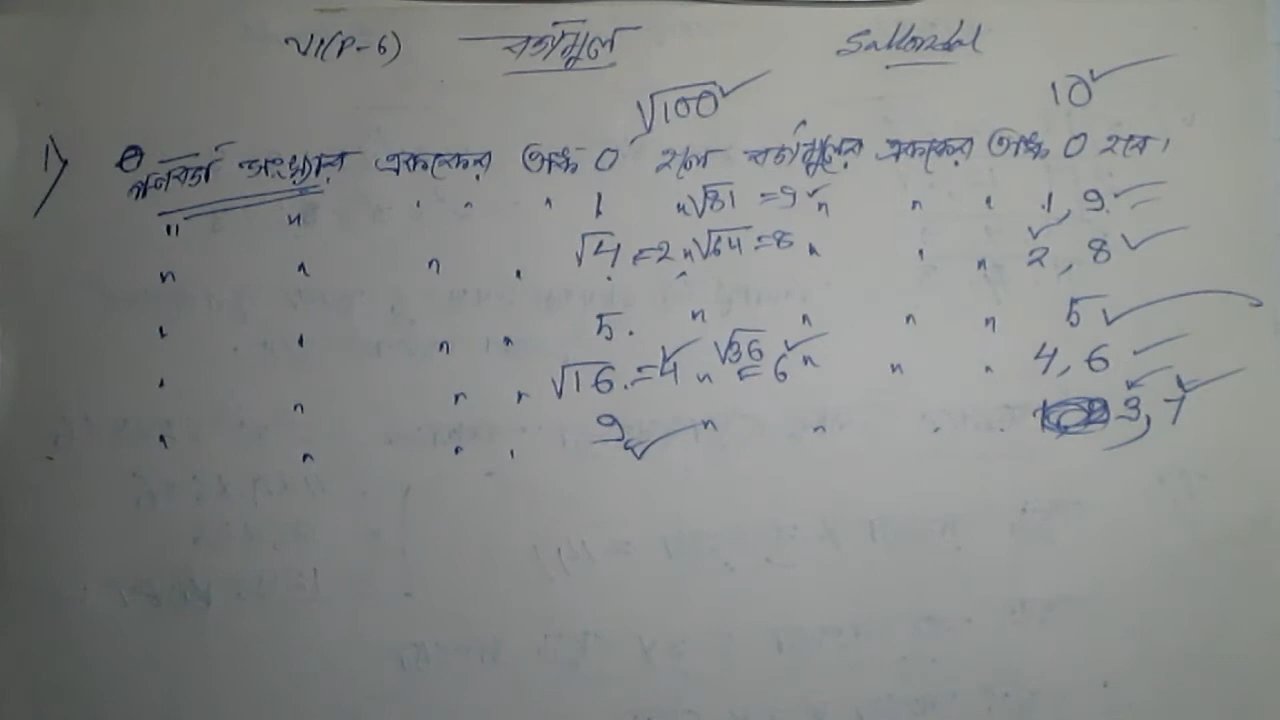 VI(P-6) বর্গমূল
√100 10
1) পূর্ণবর্গ সংখ্যার এককের অঙ্ক 0 হলে বর্গমূলের এককের অঙ্ক 0 হবে।
" " " " " 1 " √81 = 9 " " " 1, 9
" " " " √4 = 2 " √64 = 8 " " " 2, 8
" " " " 5 " " " " 5
" " " " √16 = 4 " √36 = 6 " " " 4, 6
" " " " 9 " " " " 3, 7